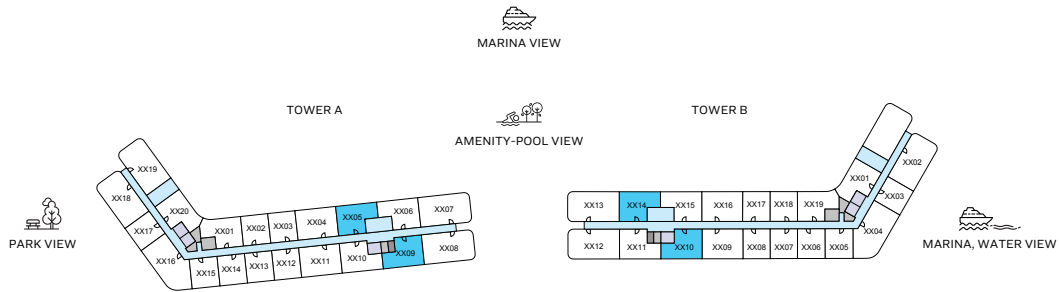 MARINA VIEW
TOWER A
TOWER B
AMENITY-POOL VIEW
PARK VIEW
MARINA, WATER VIEW
XX19
XX18
XX20
XX17
XX16
XX01
XX02
XX03
XX04
XX05
XX06
XX07
XX15
XX14
XX13
XX12
XX11
XX10
XX09
XX08
XX13
XX14
XX15
XX16
XX17
XX18
XX19
XX01
XX02
XX03
XX04
XX12
XX11
XX10
XX09
XX08
XX07
XX06
XX05